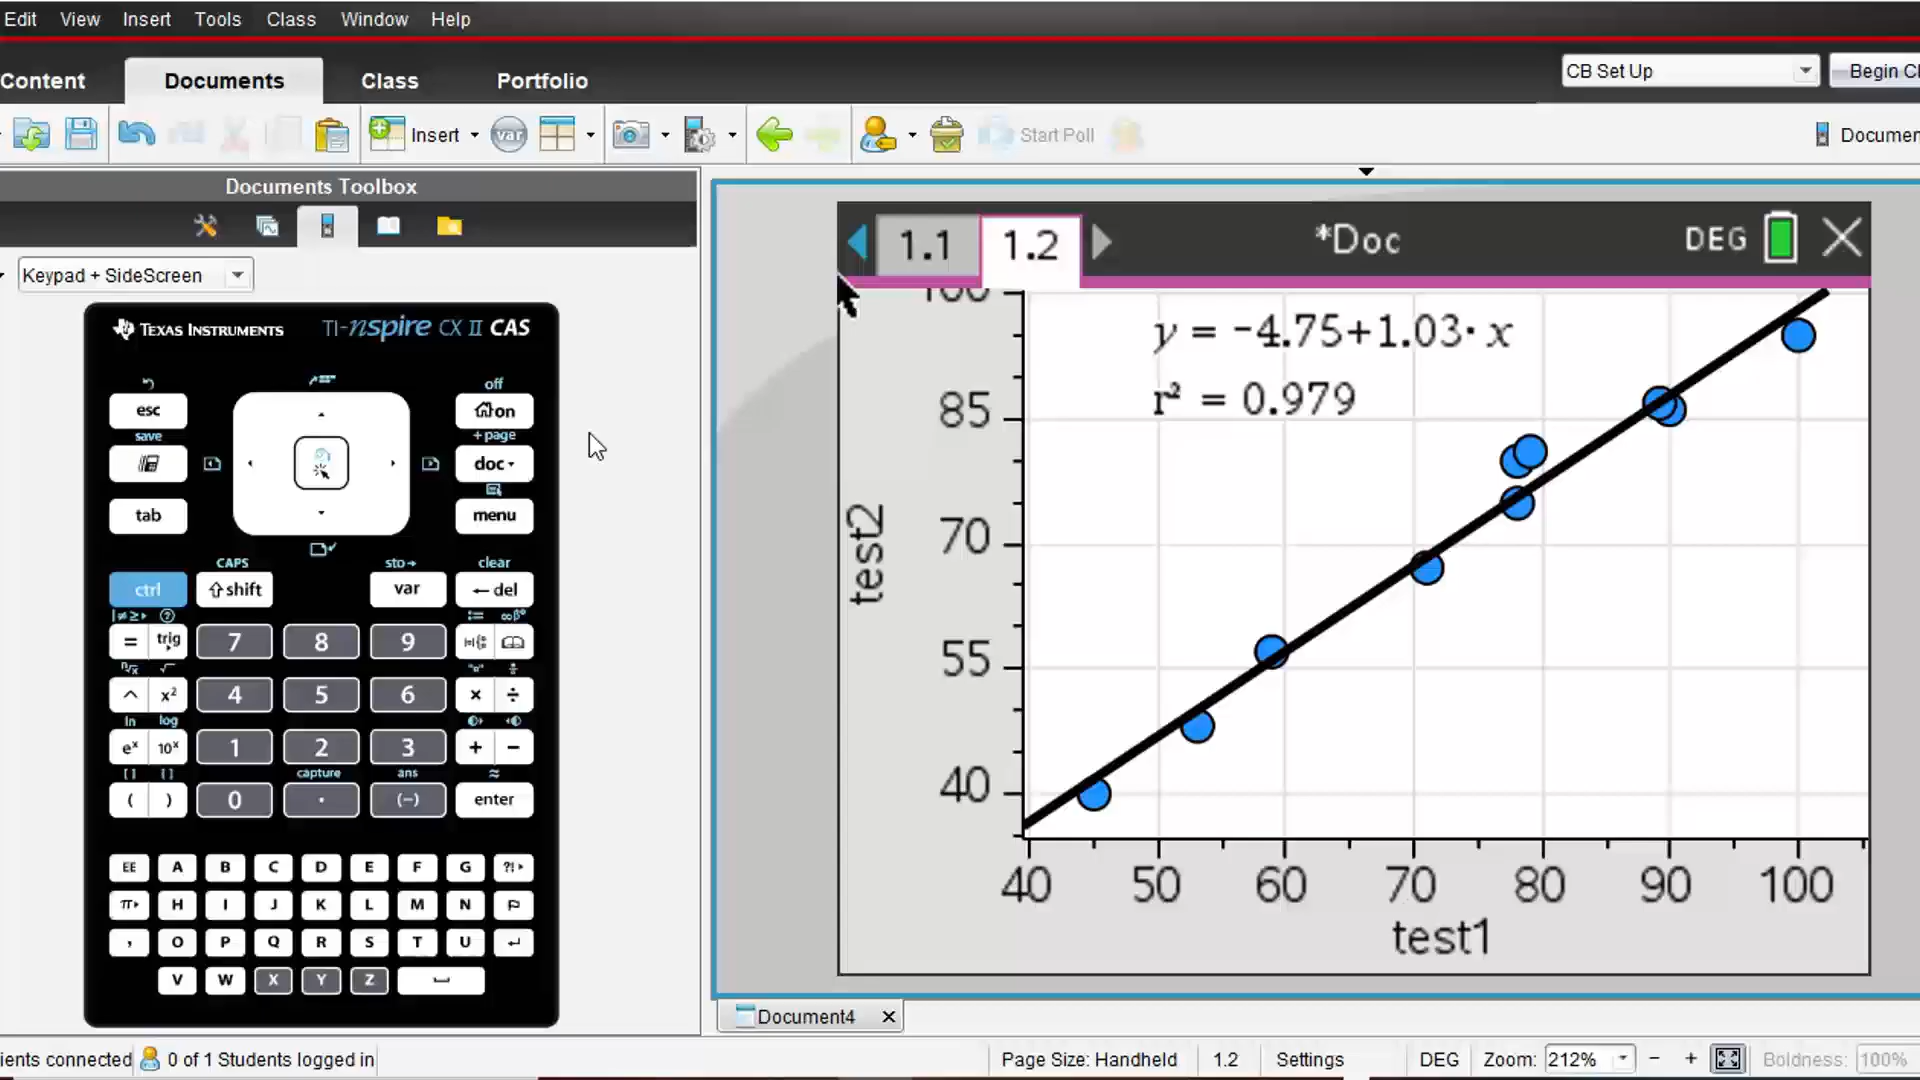 Edit View Insert Tools Class Window Help
Content Documents Class Portfolio
CB Set Up
Begin Cl
Insert
var
Start Poll
Documen
Documents Toolbox
Keypad + SideScreen
TEXAS INSTRUMENTS TI-nspire CX II CAS
off
esc
on
save
+ page
doc
tab
menu
CAPS sto→ clear
ctrl shift var ← del
= trig 7 8 9
^ x² 4 5 6 × ÷
ln log
eˣ 10ˣ 1 2 3 + −
[ ] { } capture ans ≈
( ) 0 . (−) enter
EE A B C D E F G ?!
π H I J K L M N
, O P Q R S T U
V W X Y Z
1.1 1.2 *Doc DEG
100
y = -4.75+1.03· x
r² = 0.979
85
70
55
40
test2
40 50 60 70 80 90 100
test1
Document4
ients connected 0 of 1 Students logged in
Page Size: Handheld 1.2 Settings DEG Zoom: 212% − + Boldness: 100%